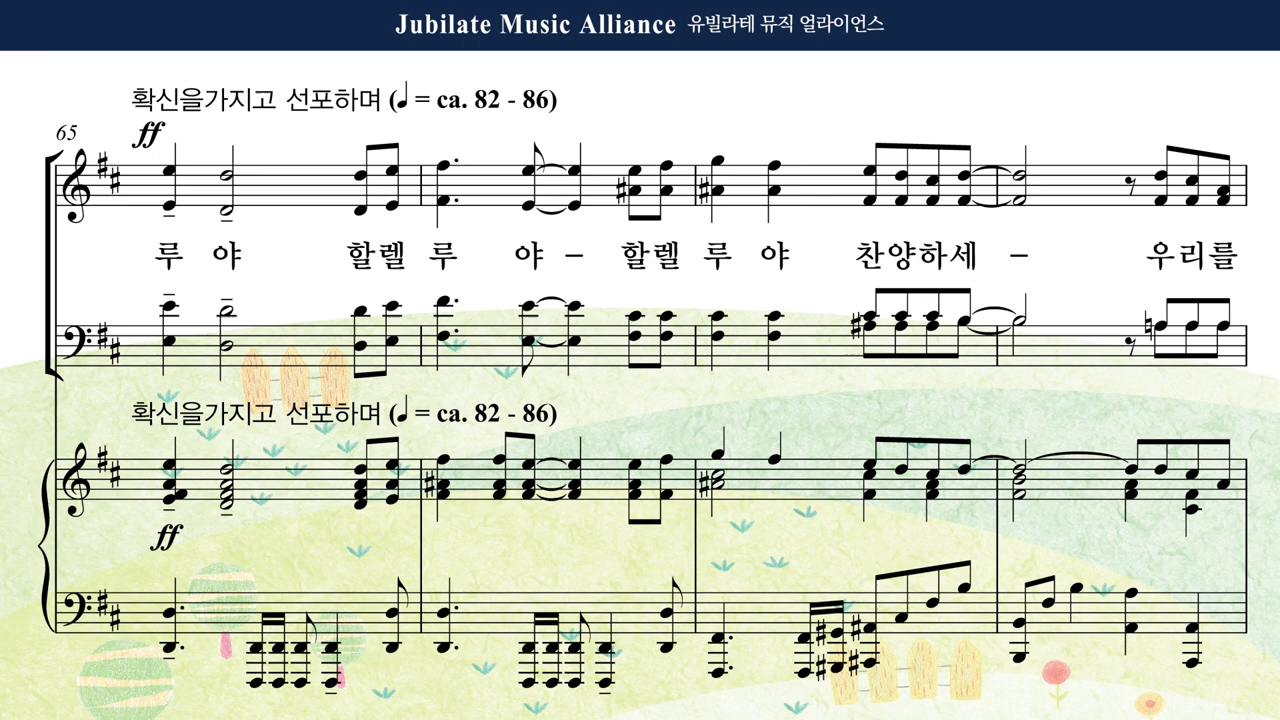 Jubilate Music Alliance 유빌라테 뮤직 얼라이언스
확신을가지고 선포하며 (♩ = ca. 82 - 86)
65
ff
루 야 할렐 루 야 – 할렐 루 야 찬양하세 – 우리를
확신을가지고 선포하며 (♩ = ca. 82 - 86)
ff